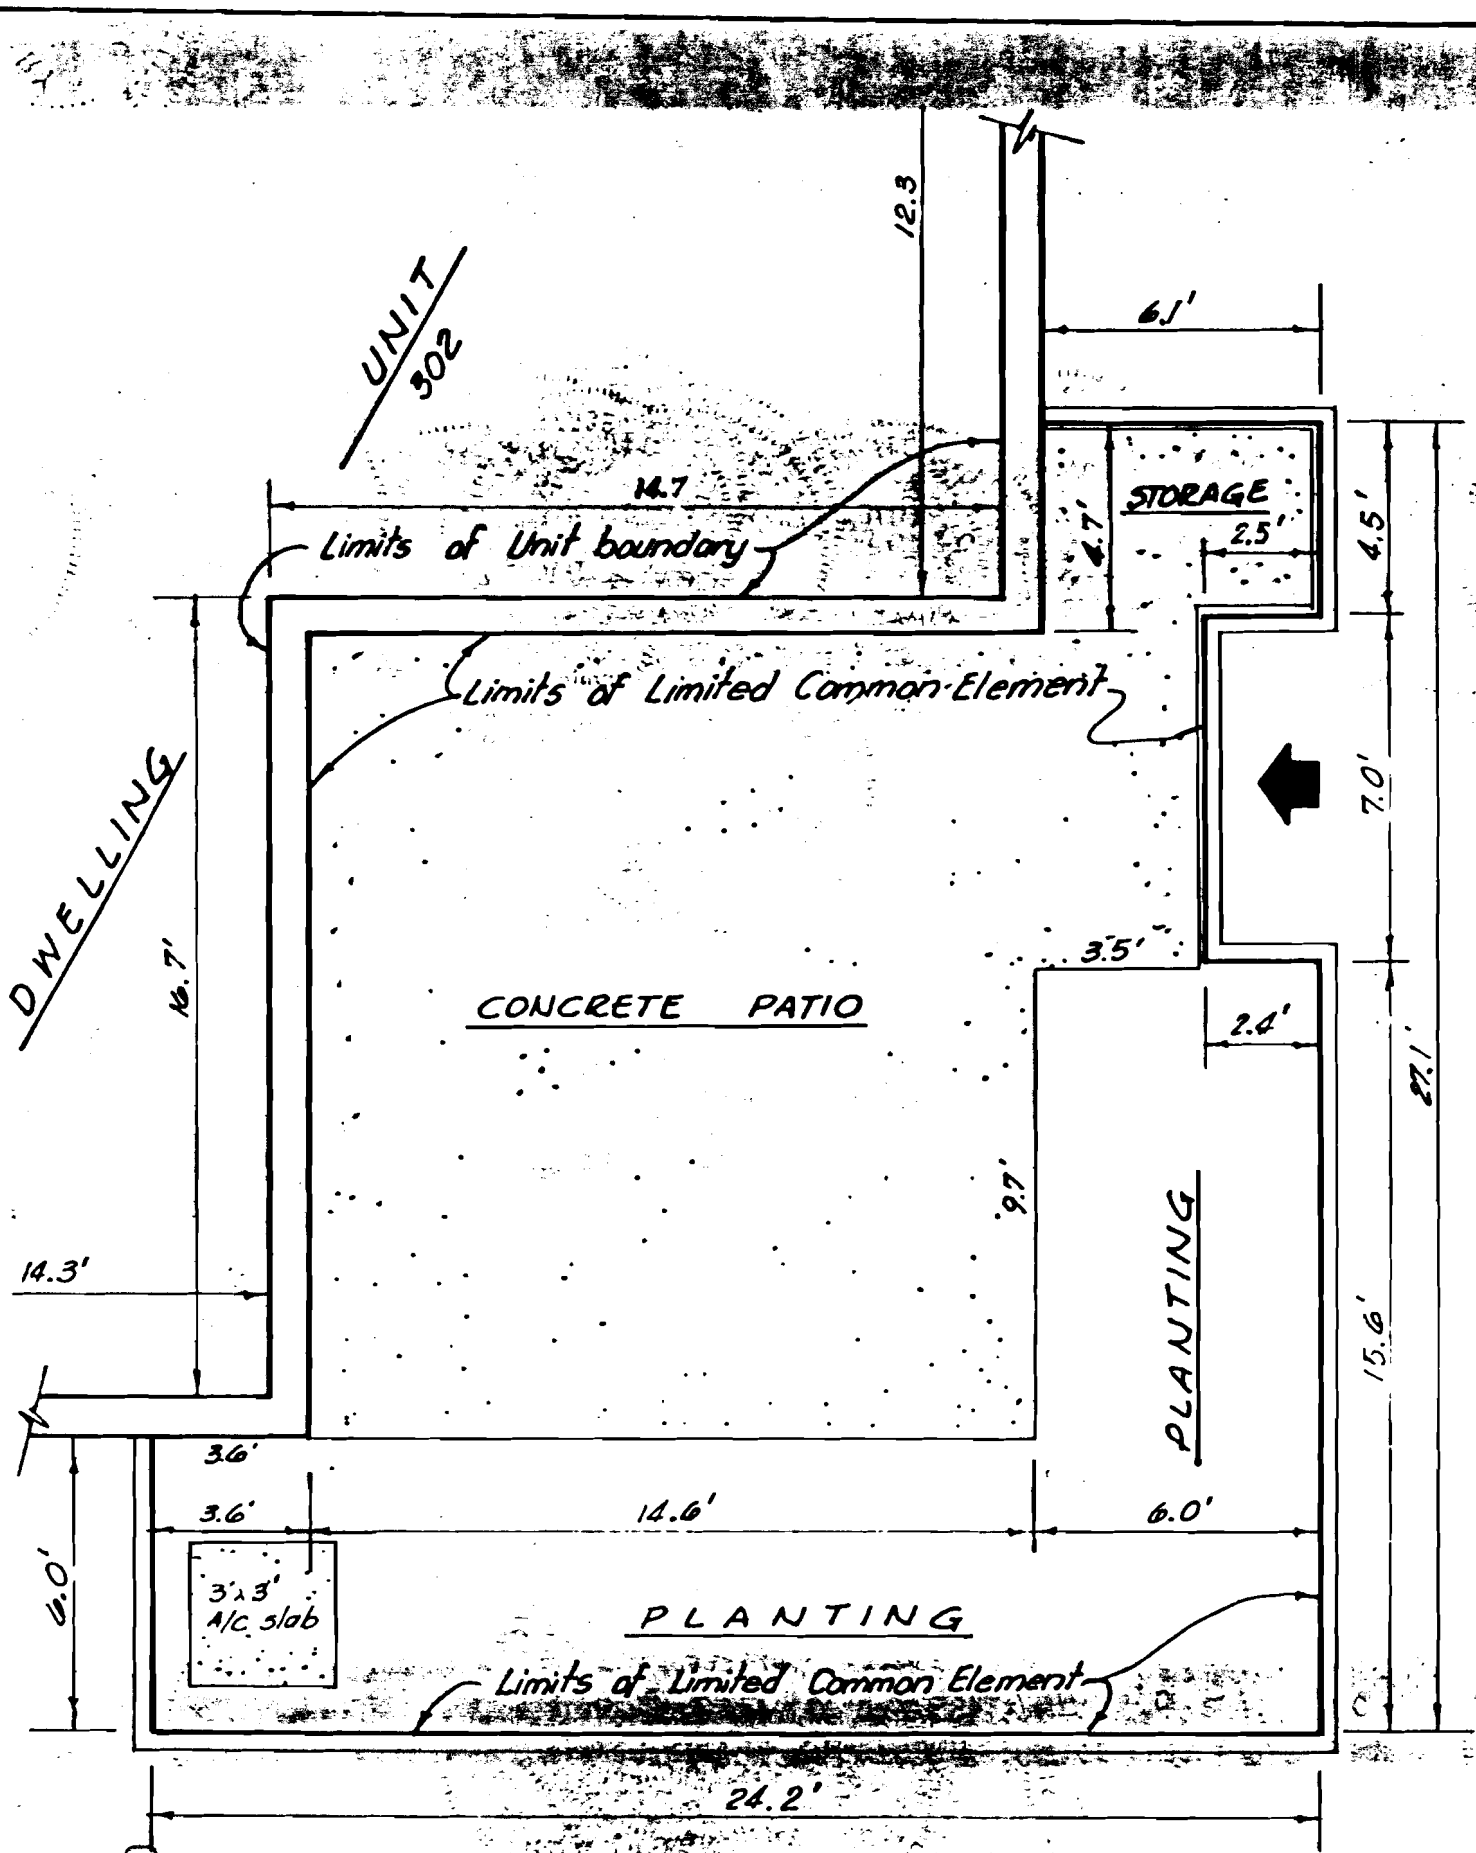 12.3
UNIT
302
6.1'
14.7
STORAGE
4.7'
2.5'
4.5'
Limits of Unit boundary
Limits of Limited Common Element
7.0'
DWELLING
16.7'
3.5'
CONCRETE PATIO
2.4'
27.1'
9.7'
PLANTING
14.3'
15.6'
3.6'
3.6'
14.6'
6.0'
6.0'
3'x3'
A/C slab
PLANTING
Limits of Limited Common Element
24.2'